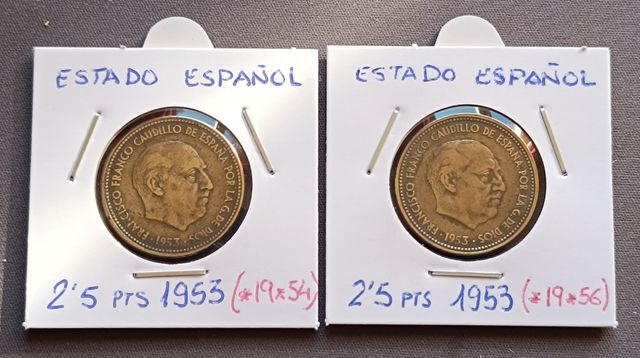 ESTADO ESPAÑOL
FRANCISCO FRANCO CAUDILLO DE ESPAÑA POR LA G. DE DIOS
·1953·
2'5 PTS 1953 (*19*54)
ESTADO ESPAÑOL
FRANCISCO FRANCO CAUDILLO DE ESPAÑA POR LA G. DE DIOS
·1953·
2'5 PTS 1953 (*19*56)